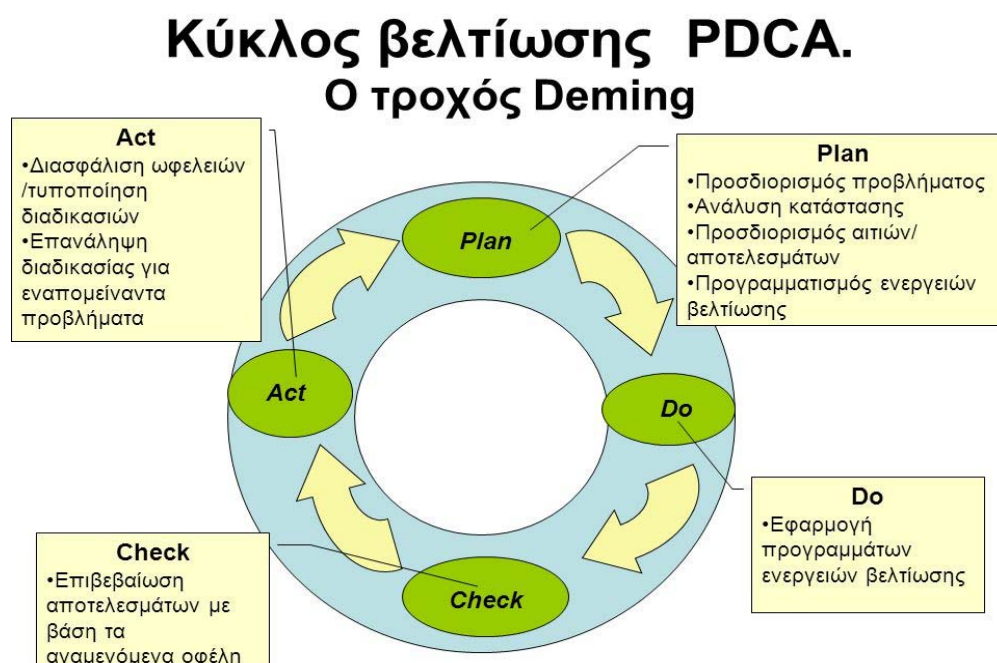 Κύκλος βελτίωσης PDCA.
Ο τροχός Deming
Act
•Διασφάλιση ωφελειών
/τυποποίηση
διαδικασιών
•Επανάληψη
διαδικασίας για
εναπομείναντα
προβλήματα
Plan
•Προσδιορισμός προβλήματος
•Ανάλυση κατάστασης
•Προσδιορισμός αιτιών/
αποτελεσμάτων
•Προγραμματισμός ενεργειών
βελτίωσης
Plan
Act
Do
Check
Do
•Εφαρμογή
προγραμμάτων
ενεργειών βελτίωσης
Check
•Επιβεβαίωση
αποτελεσμάτων με
βάση τα
αναμενόμενα οφέλη